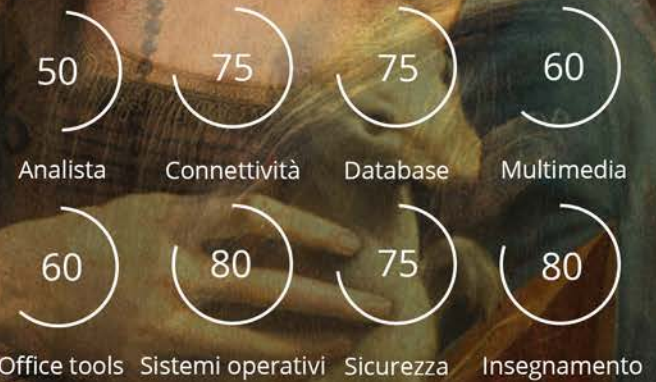 50 75 75 60
Analista Connettività Database Multimedia
60 80 75 80
Office tools Sistemi operativi Sicurezza Insegnamento